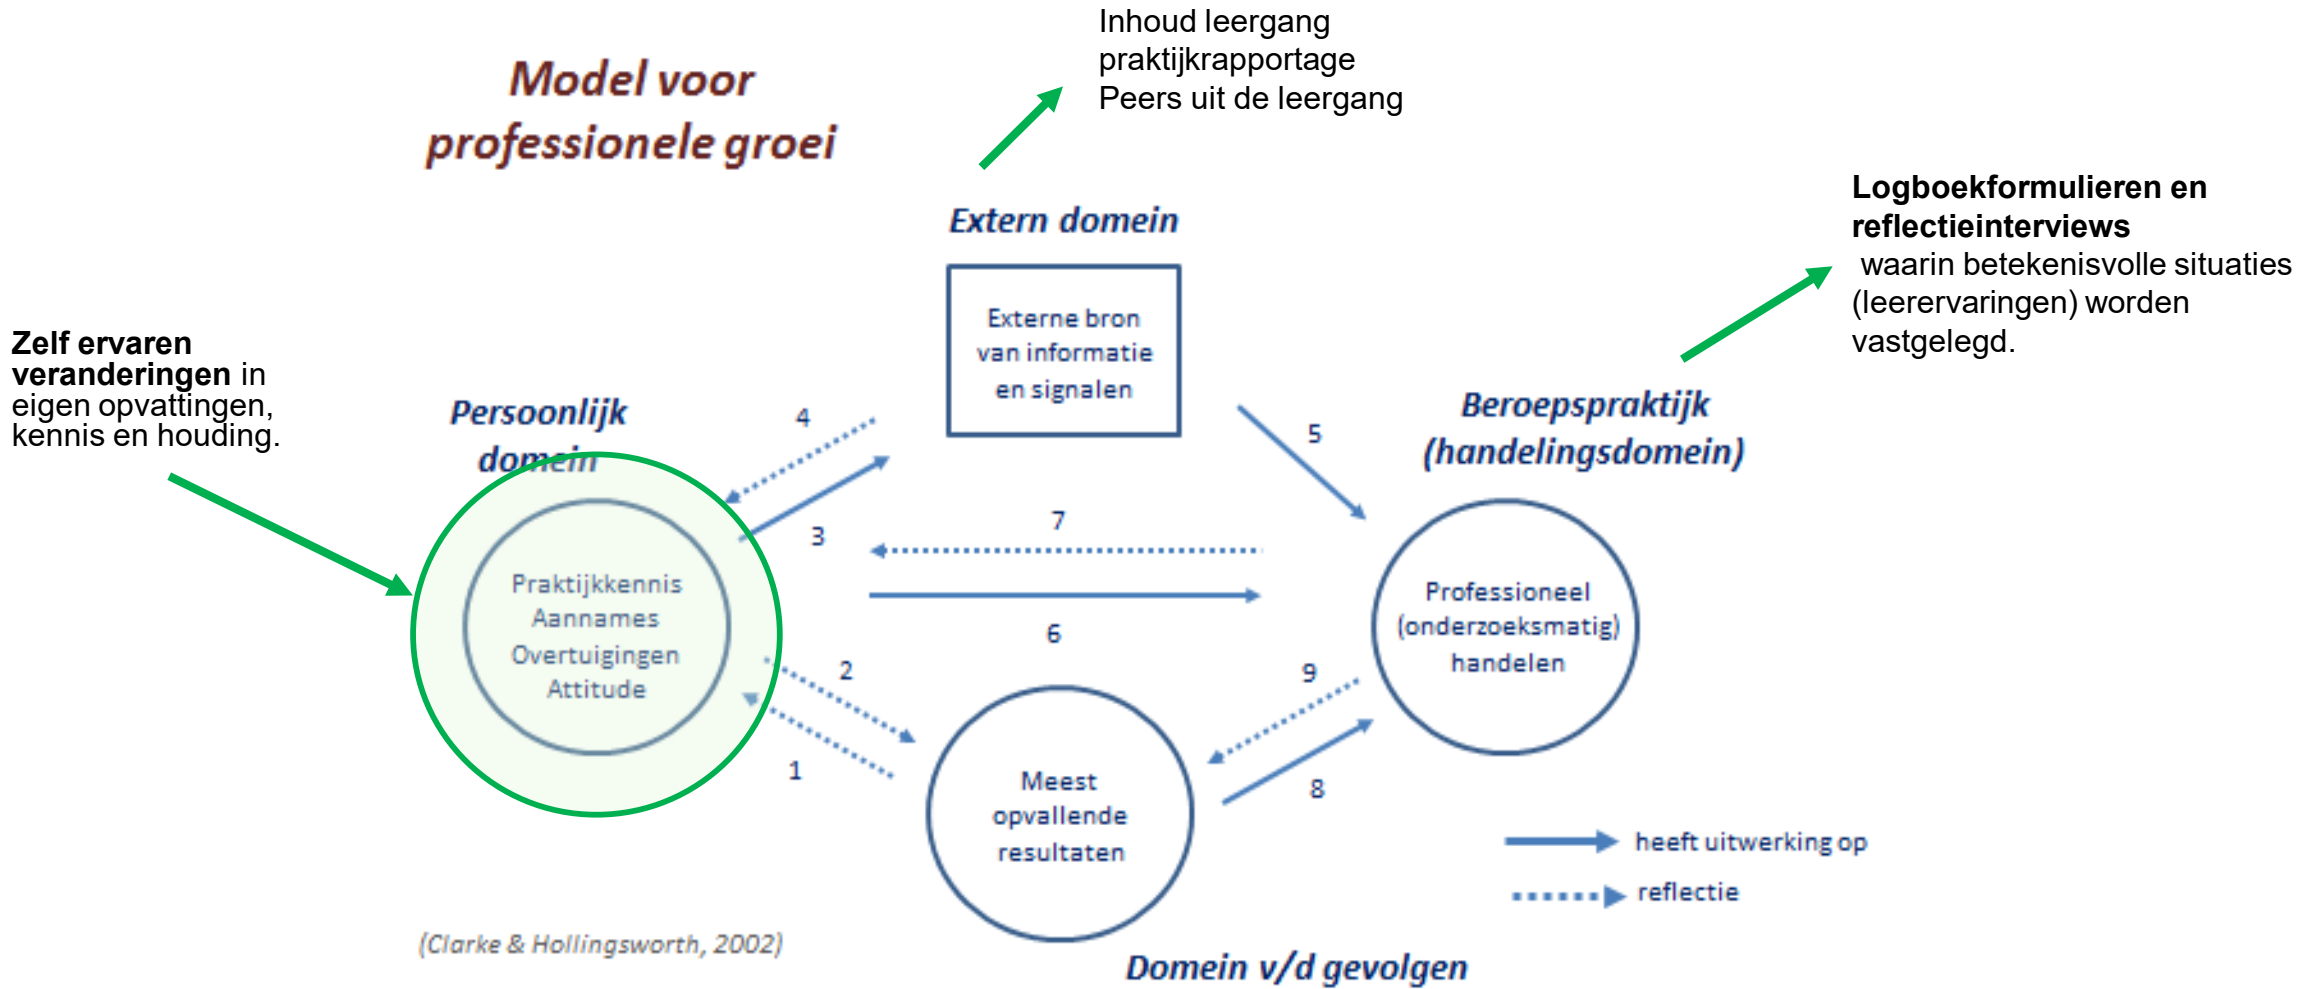 Model voor
professionele groei
Inhoud leergang
praktijkrapportage
Peers uit de leergang
Logboekformulieren en
reflectieinterviews
waarin betekenisvolle situaties
(leerervaringen) worden
vastgelegd.
Zelf ervaren
veranderingen in
eigen opvattingen,
kennis en houding.
Extern domein
Externe bron
van informatie
en signalen
Persoonlijk
domein
Praktijkkennis
Aannames
Overtuigingen
Attitude
Beroepspraktijk
(handelingsdomein)
Professioneel
(onderzoeksmatig)
handelen
4
3
5
7
6
2
1
9
8
Meest
opvallende
resultaten
Domein v/d gevolgen
heeft uitwerking op
reflectie
(Clarke & Hollingsworth, 2002)